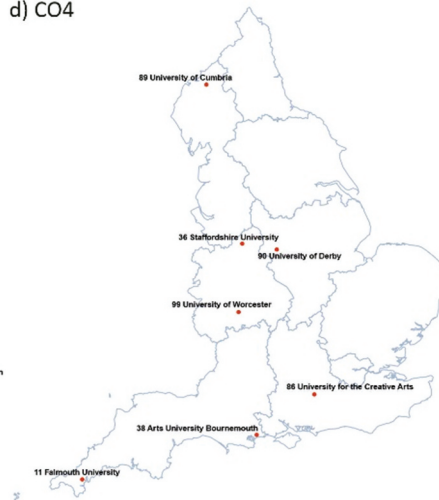 d) CO4
89 University of Cumbria
36 Staffordshire University
90 University of Derby
99 University of Worcester
86 University for the Creative Arts
38 Arts University Bournemouth
11 Falmouth University